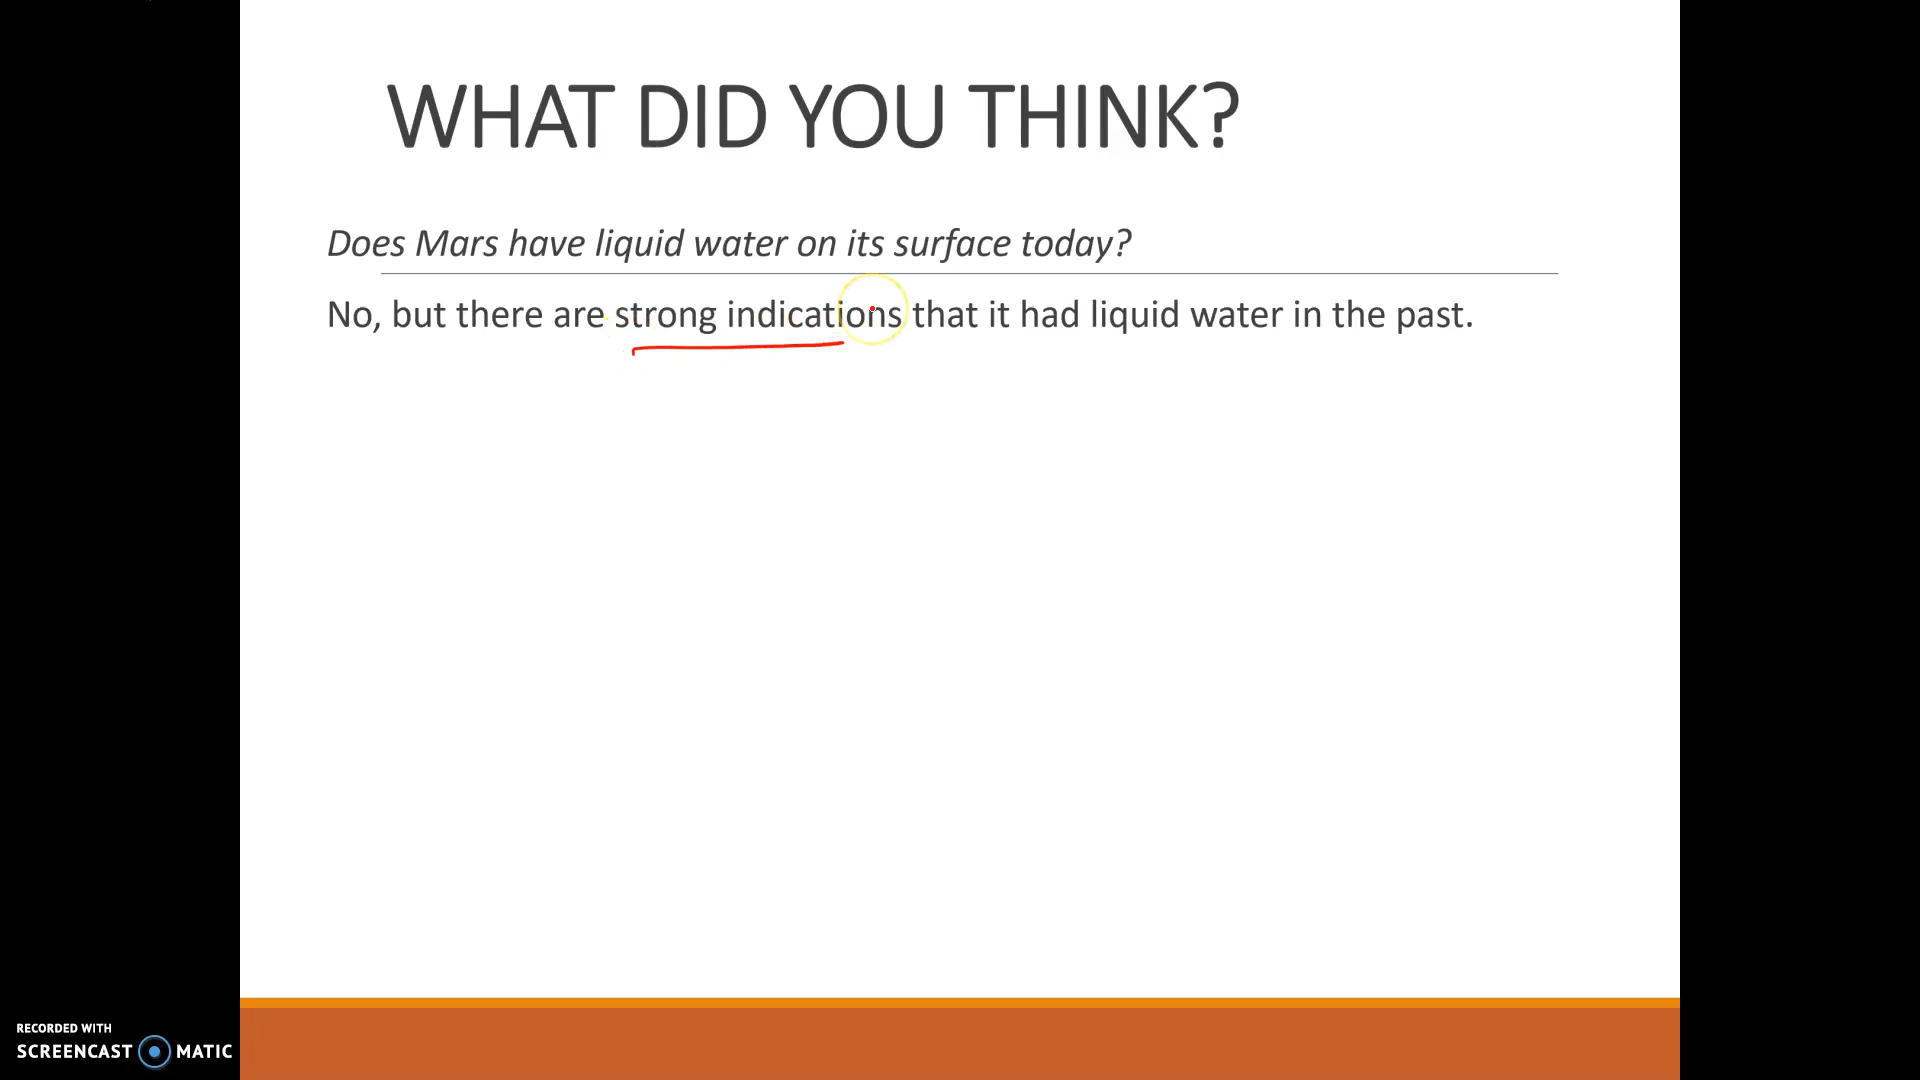 WHAT DID YOU THINK?
Does Mars have liquid water on its surface today?
No, but there are strong indications that it had liquid water in the past.
RECORDED WITH
SCREENCAST MATIC